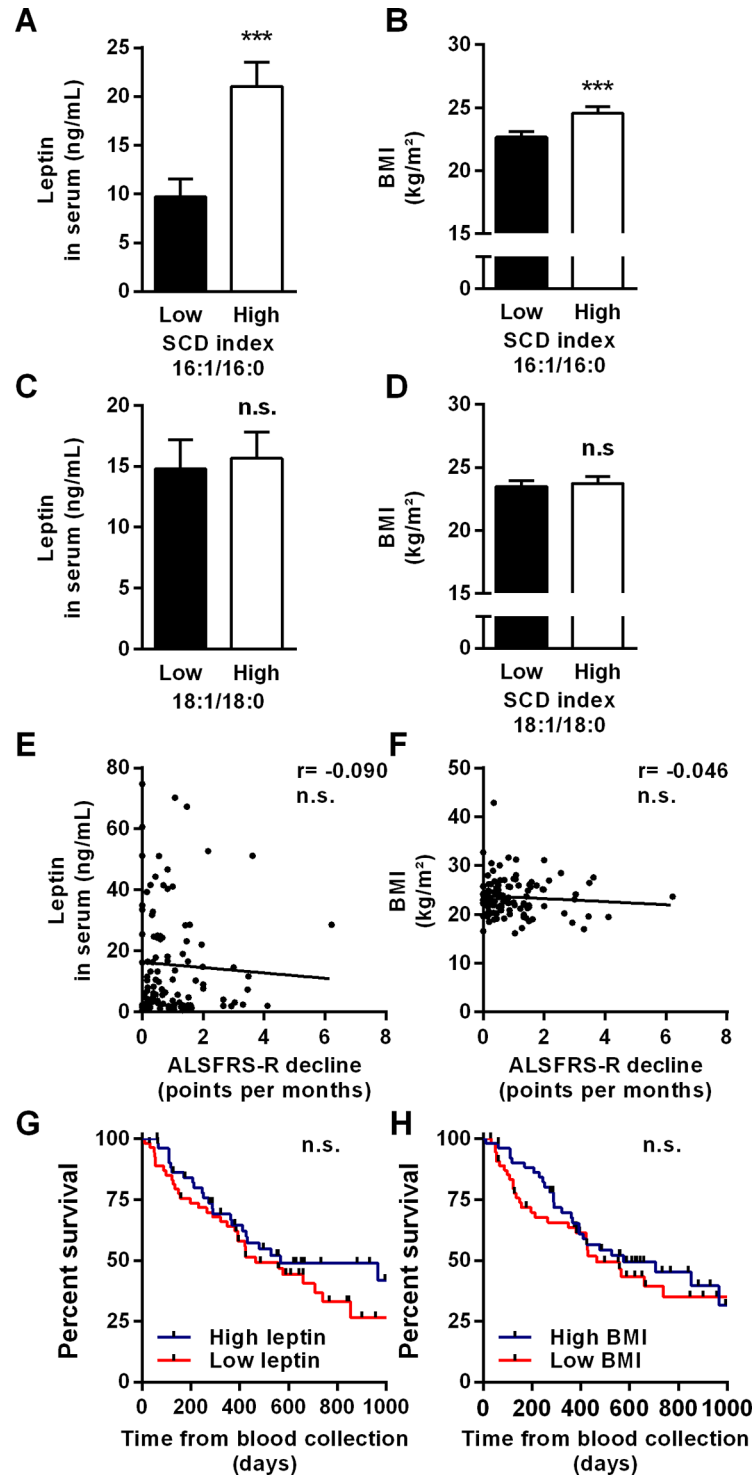 A
***
Leptin
in serum (ng/mL)
25
20
15
10
5
0
Low High
SCD index
16:1/16:0
B
***
BMI
(kg/m²)
30
25
20
15
0
Low High
SCD index
16:1/16:0
C
n.s.
Leptin
in serum (ng/mL)
20
15
10
5
0
Low High
18:1/18:0
D
n.s
BMI
(kg/m²)
30
25
20
15
0
Low High
SCD index
18:1/18:0
E
r= -0.090
n.s.
Leptin
in serum (ng/mL)
80
60
40
20
0
0 2 4 6 8
ALSFRS-R decline
(points per months)
F
r= -0.046
n.s.
BMI
(kg/m²)
50
40
30
20
10
0
0 2 4 6 8
ALSFRS-R decline
(points per months)
G
n.s.
Percent survival
100
75
50
25
0
High leptin
Low leptin
0 200 400 600 800 1000
Time from blood collection
(days)
H
n.s.
Percent survival
100
75
50
25
0
High BMI
Low BMI
0 200 400 600 800 1000
Time from blood collection
(days)